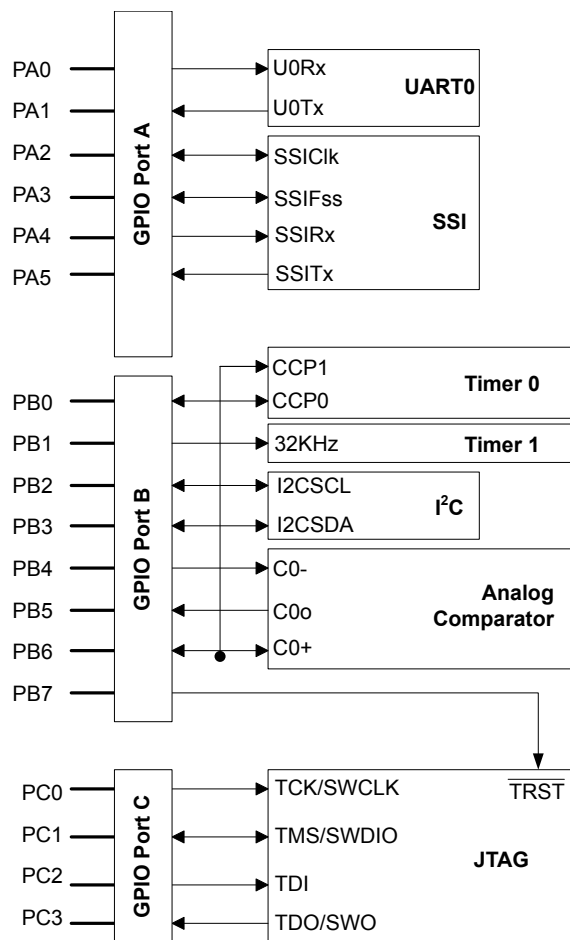 PA0
PA1
PA2
PA3
PA4
PA5
GPIO Port A
U0Rx
U0Tx
UART0
SSIClk
SSIFss
SSIRx
SSITx
SSI
PB0
PB1
PB2
PB3
PB4
PB5
PB6
PB7
GPIO Port B
CCP1
CCP0
Timer 0
32KHz
Timer 1
I2CSCL
I2CSDA
I²C
C0-
C0o
C0+
Analog
Comparator
PC0
PC1
PC2
PC3
GPIO Port C
TCK/SWCLK
TMS/SWDIO
TDI
TDO/SWO
TRST
JTAG